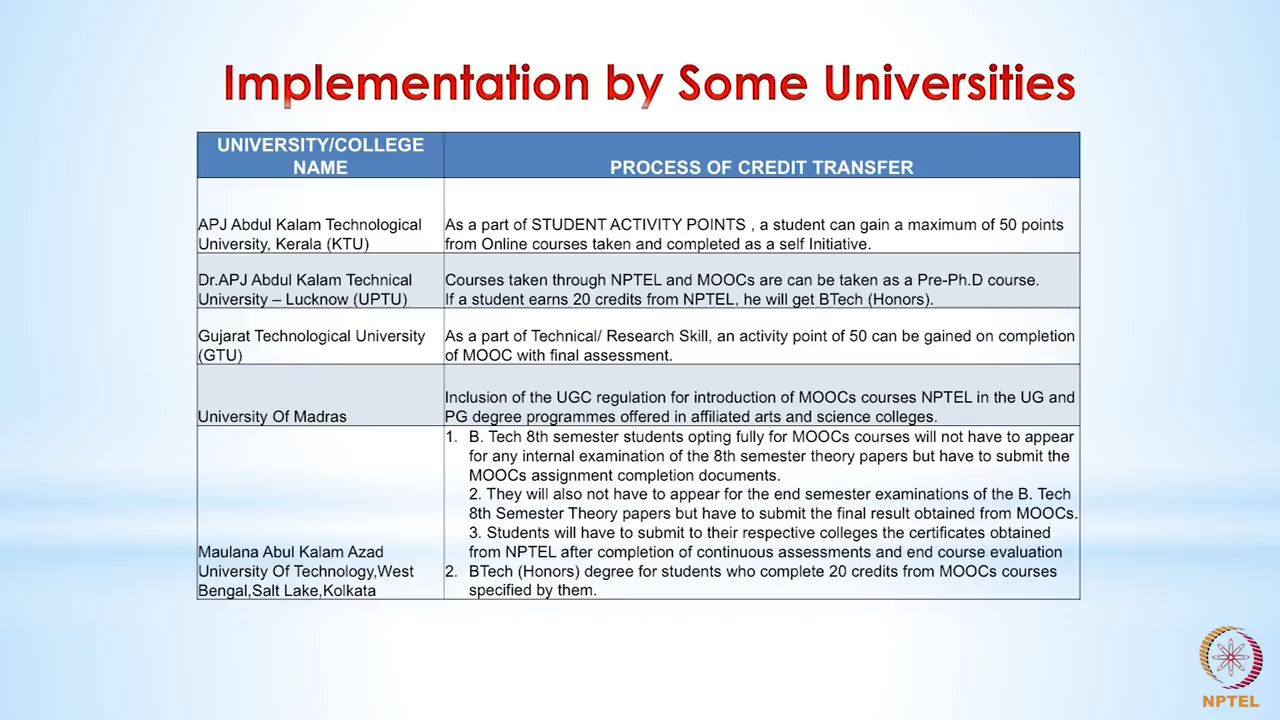 Implementation by Some Universities
UNIVERSITY/COLLEGE
NAME
PROCESS OF CREDIT TRANSFER
APJ Abdul Kalam Technological
University, Kerala (KTU)
As a part of STUDENT ACTIVITY POINTS , a student can gain a maximum of 50 points
from Online courses taken and completed as a self Initiative.
Dr.APJ Abdul Kalam Technical
University – Lucknow (UPTU)
Courses taken through NPTEL and MOOCs are can be taken as a Pre-Ph.D course.
If a student earns 20 credits from NPTEL, he will get BTech (Honors).
Gujarat Technological University
(GTU)
As a part of Technical/ Research Skill, an activity point of 50 can be gained on completion
of MOOC with final assessment.
University Of Madras
Inclusion of the UGC regulation for introduction of MOOCs courses NPTEL in the UG and
PG degree programmes offered in affiliated arts and science colleges.
Maulana Abul Kalam Azad
University Of Technology,West
Bengal,Salt Lake,Kolkata
1. B. Tech 8th semester students opting fully for MOOCs courses will not have to appear
for any internal examination of the 8th semester theory papers but have to submit the
MOOCs assignment completion documents.
2. They will also not have to appear for the end semester examinations of the B. Tech
8th Semester Theory papers but have to submit the final result obtained from MOOCs.
3. Students will have to submit to their respective colleges the certificates obtained
from NPTEL after completion of continuous assessments and end course evaluation
2. BTech (Honors) degree for students who complete 20 credits from MOOCs courses
specified by them.
NPTEL